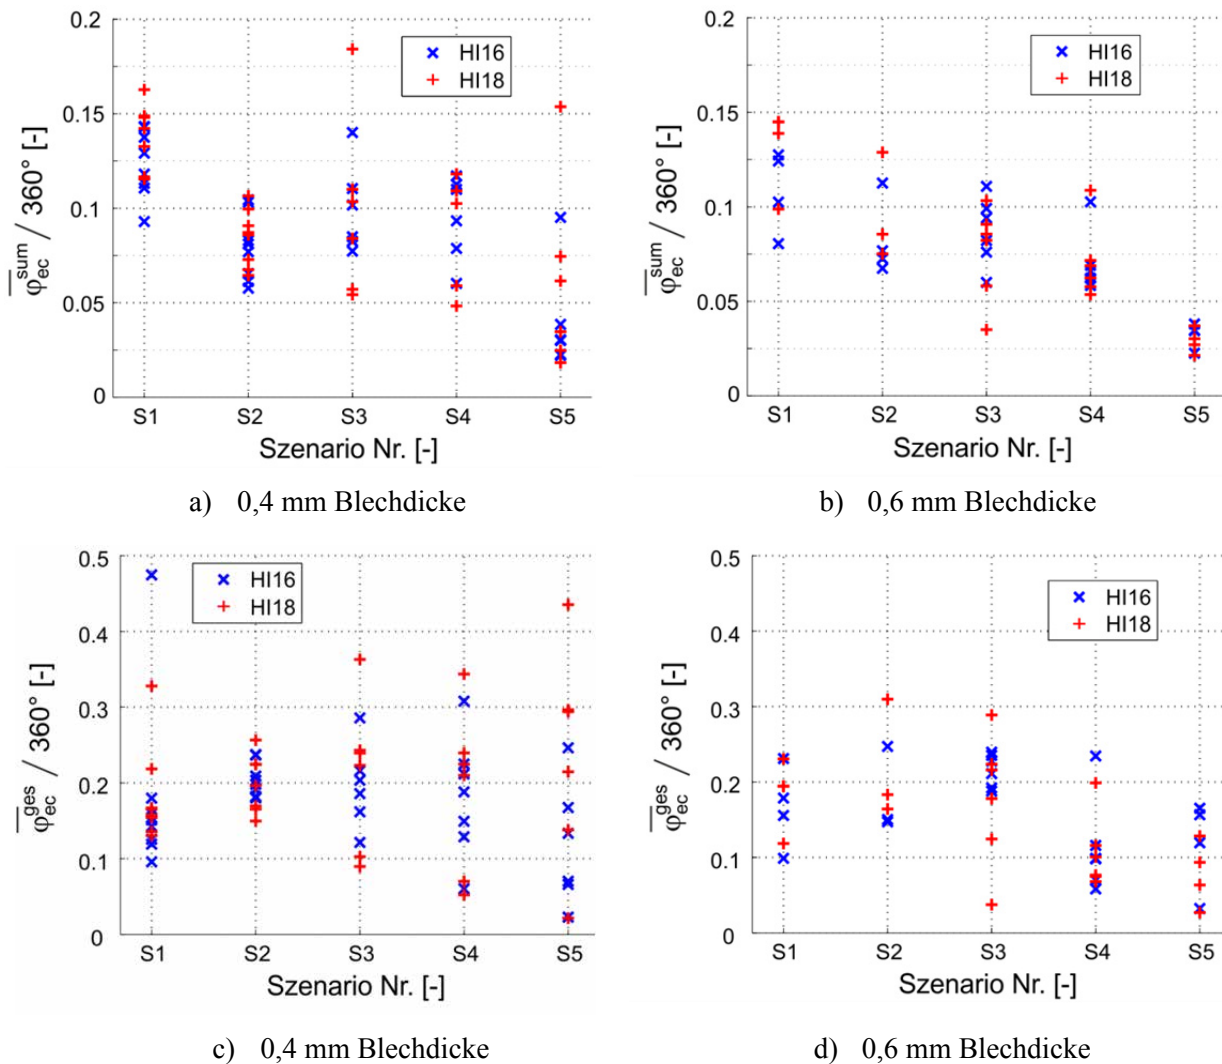 0.2
0.15
0.1
0.05
0
φec sum / 360° [-]
HI16
HI18
S1 S2 S3 S4 S5
Szenario Nr. [-]
a) 0,4 mm Blechdicke
0.2
0.15
0.1
0.05
0
φec sum / 360° [-]
HI16
HI18
S1 S2 S3 S4 S5
Szenario Nr. [-]
b) 0,6 mm Blechdicke
0.5
0.4
0.3
0.2
0.1
0
φec ges / 360° [-]
HI16
HI18
S1 S2 S3 S4 S5
Szenario Nr. [-]
c) 0,4 mm Blechdicke
0.5
0.4
0.3
0.2
0.1
0
φec ges / 360° [-]
HI16
HI18
S1 S2 S3 S4 S5
Szenario Nr. [-]
d) 0,6 mm Blechdicke